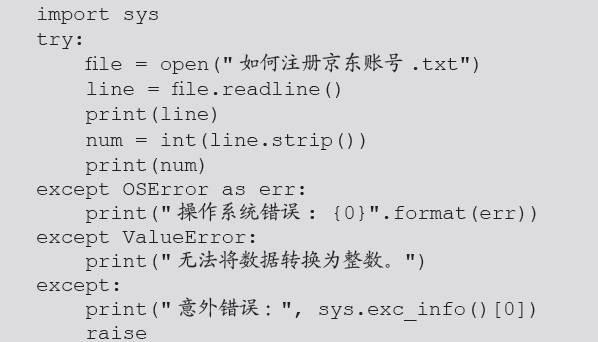 import sys
try:
    file = open("如何注册京东账号.txt")
    line = file.readline()
    print(line)
    num = int(line.strip())
    print(num)
except OSError as err:
    print("操作系统错误: {0}".format(err))
except ValueError:
    print("无法将数据转换为整数。")
except:
    print("意外错误:", sys.exc_info()[0])
    raise